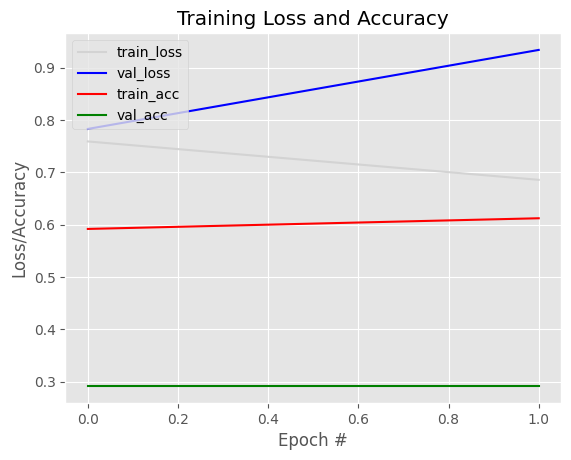 Training Loss and Accuracy
train_loss
val_loss
train_acc
val_acc
Loss/Accuracy
0.9
0.8
0.7
0.6
0.5
0.4
0.3
0.0 0.2 0.4 0.6 0.8 1.0
Epoch #